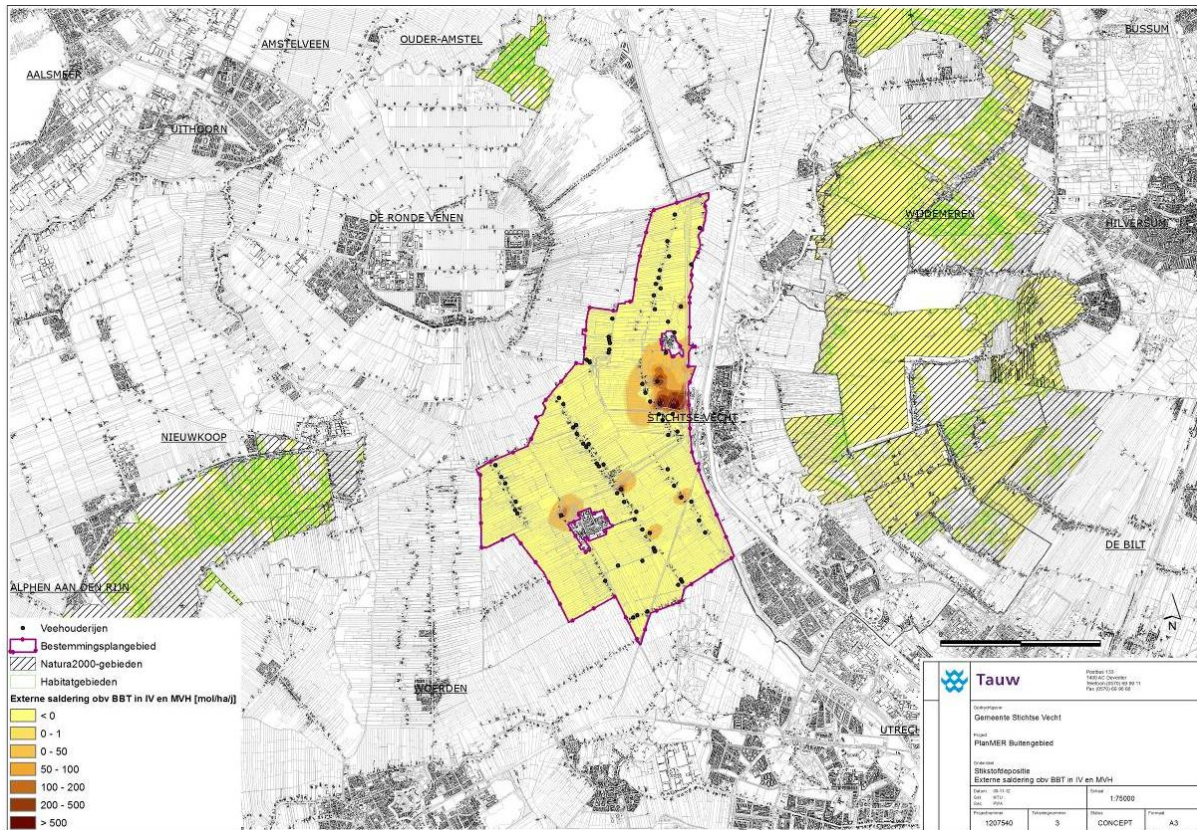 BUSSUM
OUDER-AMSTEL
AMSTELVEEN
AALSMEER
UITHOORN
DE RONDE VENEN
WIJDEMEREN
HILVERSUM
STICHTSE VECHT
NIEUWKOOP
DE BILT
ALPHEN AAN DEN RIJN
N
WOERDEN
UTRECH
Veehouderijen
Bestemmingsplangebied
Natura2000-gebieden
Habitatgebieden
Externe saldering obv BBT in IV en MVH [mol/ha/j]
< 0
0 - 1
0 - 50
50 - 100
100 - 200
200 - 500
> 500
Tauw
Gemeente Stichtse Vecht
PlanMER Buitengebied
Stikstofdepositie
Externe saldering obv BBT in IV en MVH
1:75000
1207540 3 CONCEPT A3